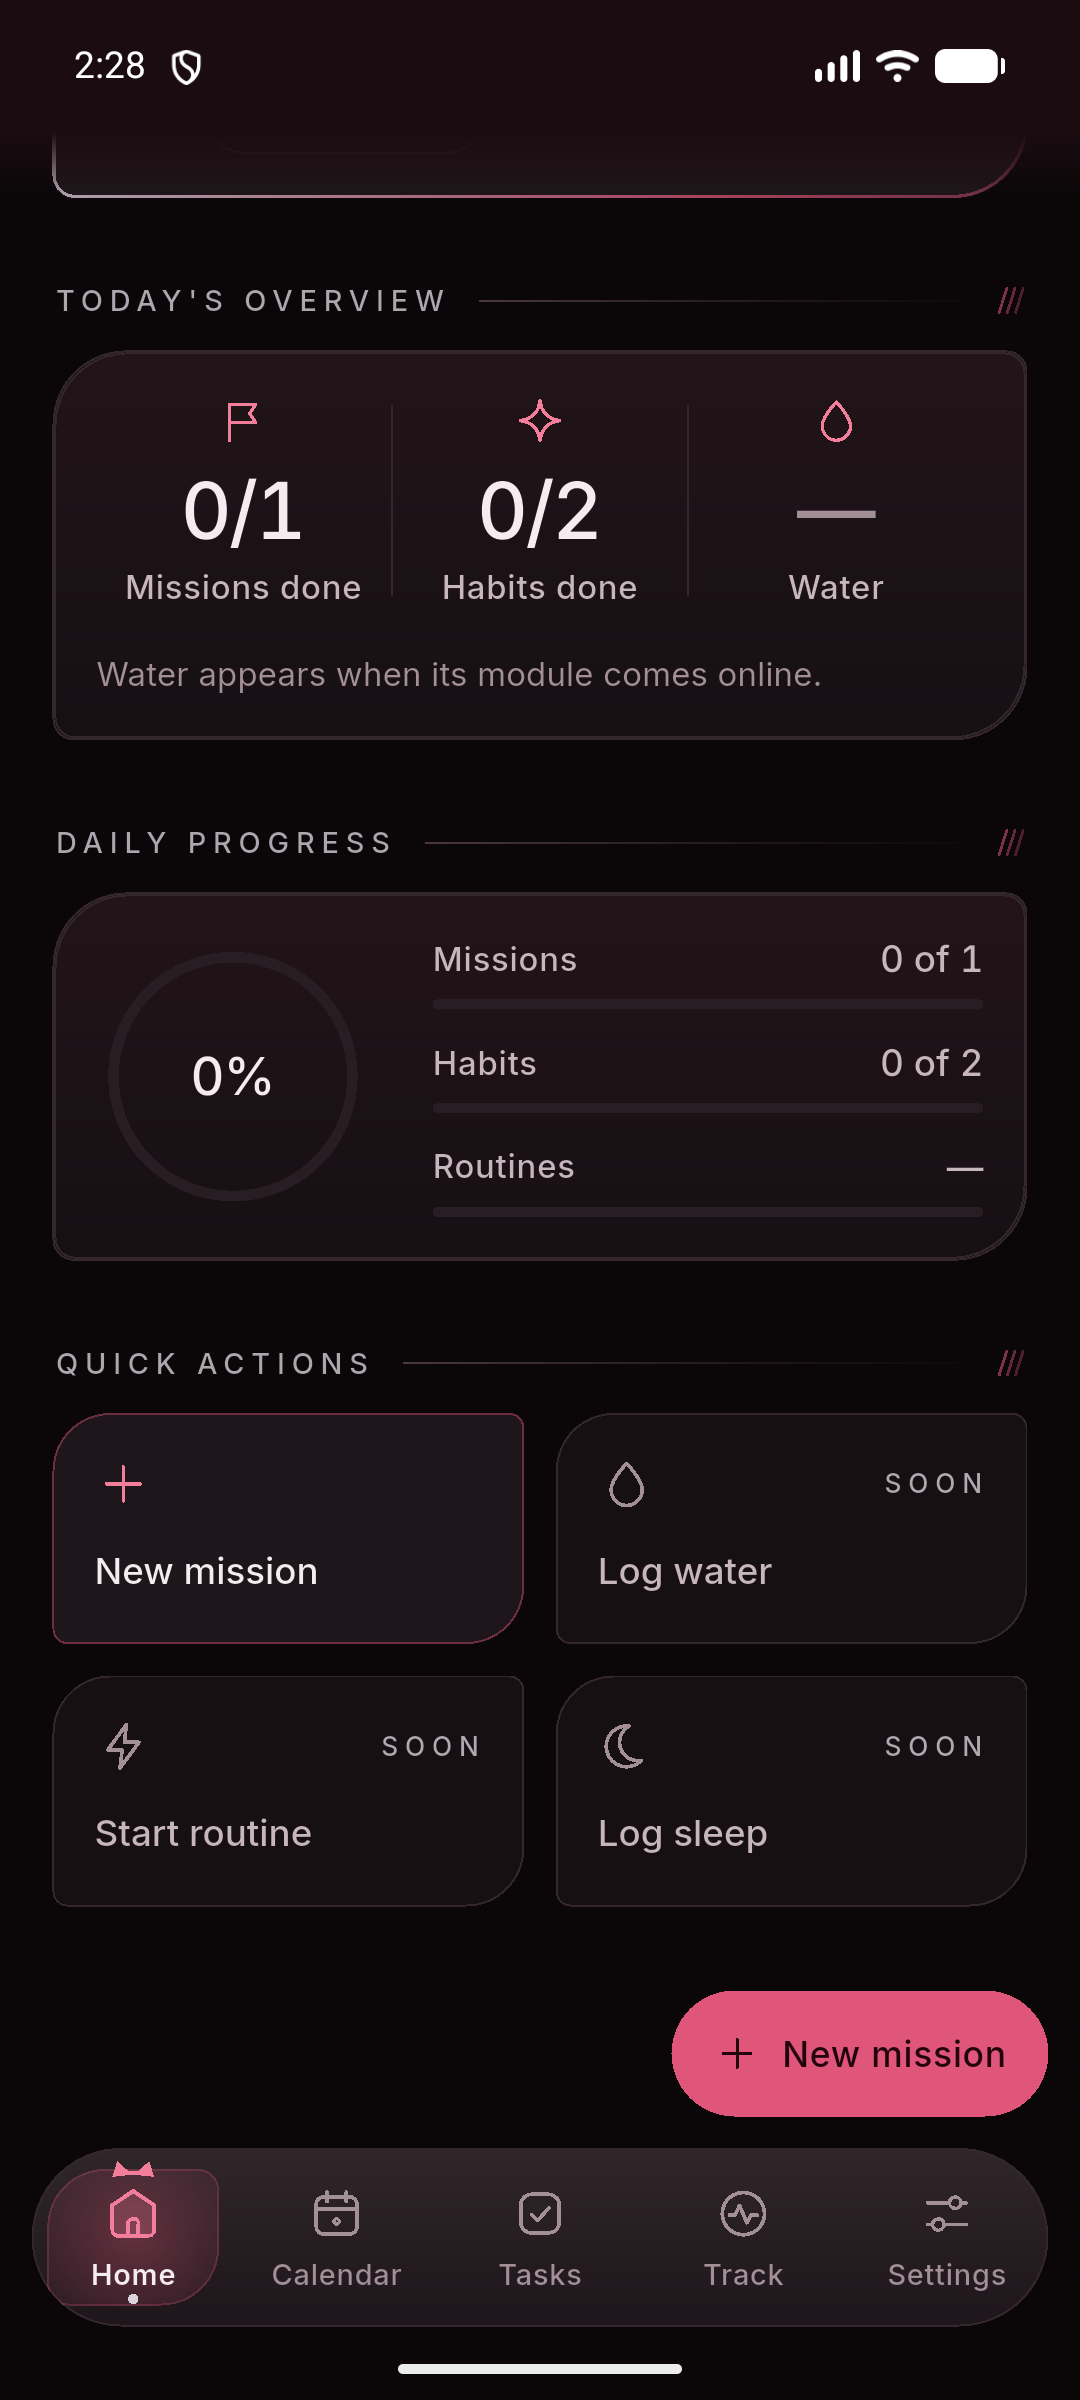 2:28
TODAY'S OVERVIEW
0/1
Missions done
0/2
Habits done
—
Water
Water appears when its module comes online.
DAILY PROGRESS
0%
Missions 0 of 1
Habits 0 of 2
Routines —
QUICK ACTIONS
New mission
SOON
Log water
SOON
Start routine
SOON
Log sleep
New mission
Home
Calendar
Tasks
Track
Settings